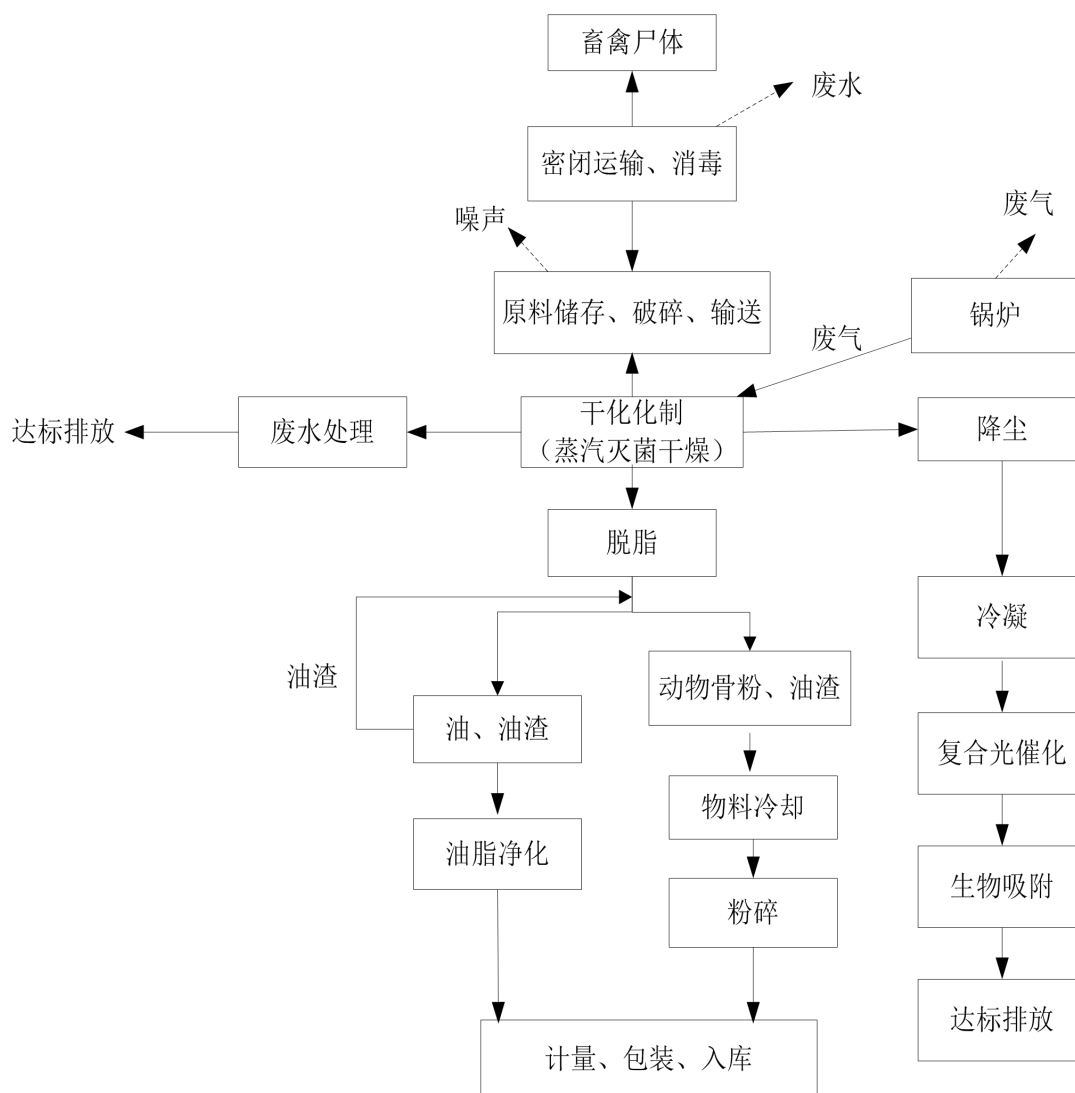 畜禽尸体
废水
密闭运输、消毒
废气
噪声
原料储存、破碎、输送
锅炉
废气
达标排放
废水处理
干化化制
（蒸汽灭菌干燥）
降尘
脱脂
冷凝
油渣
动物骨粉、油渣
油、油渣
复合光催化
物料冷却
油脂净化
生物吸附
粉碎
达标排放
计量、包装、入库